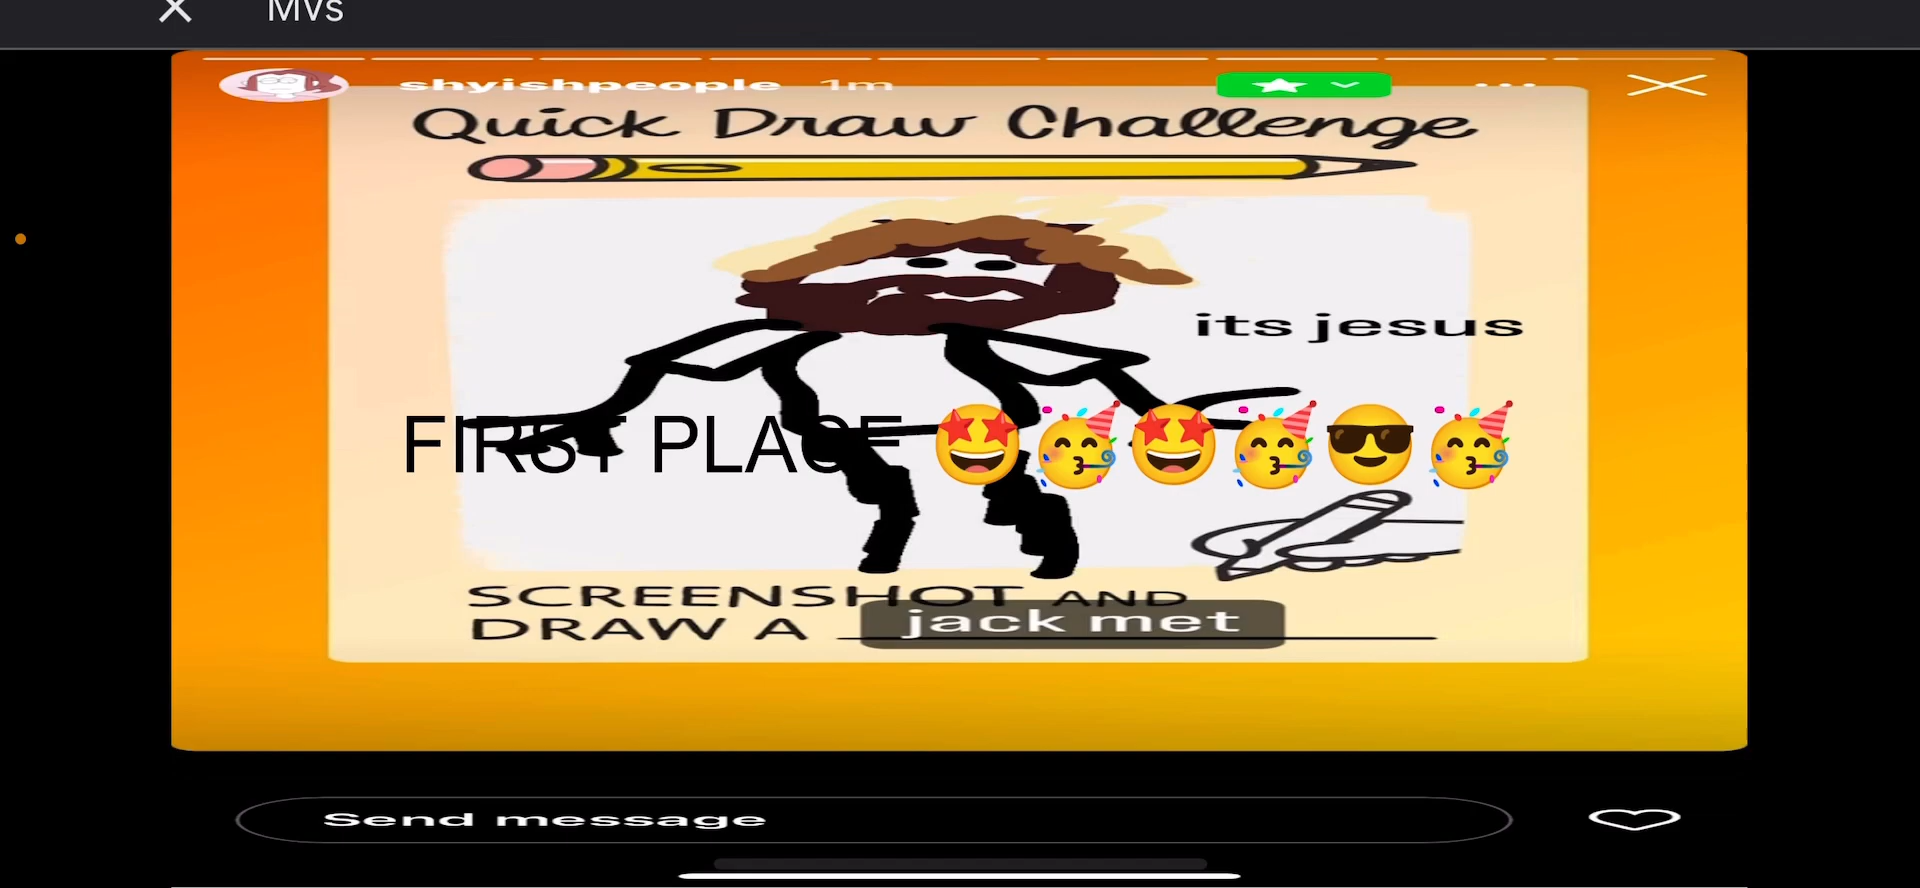 Mvs
shyishpeople 1m
Quick Draw Challenge
its jesus
FIRST PLACE 🤩🥳🤩🥳😎🥳
SCREENSHOT AND
DRAW A jack met
Send message